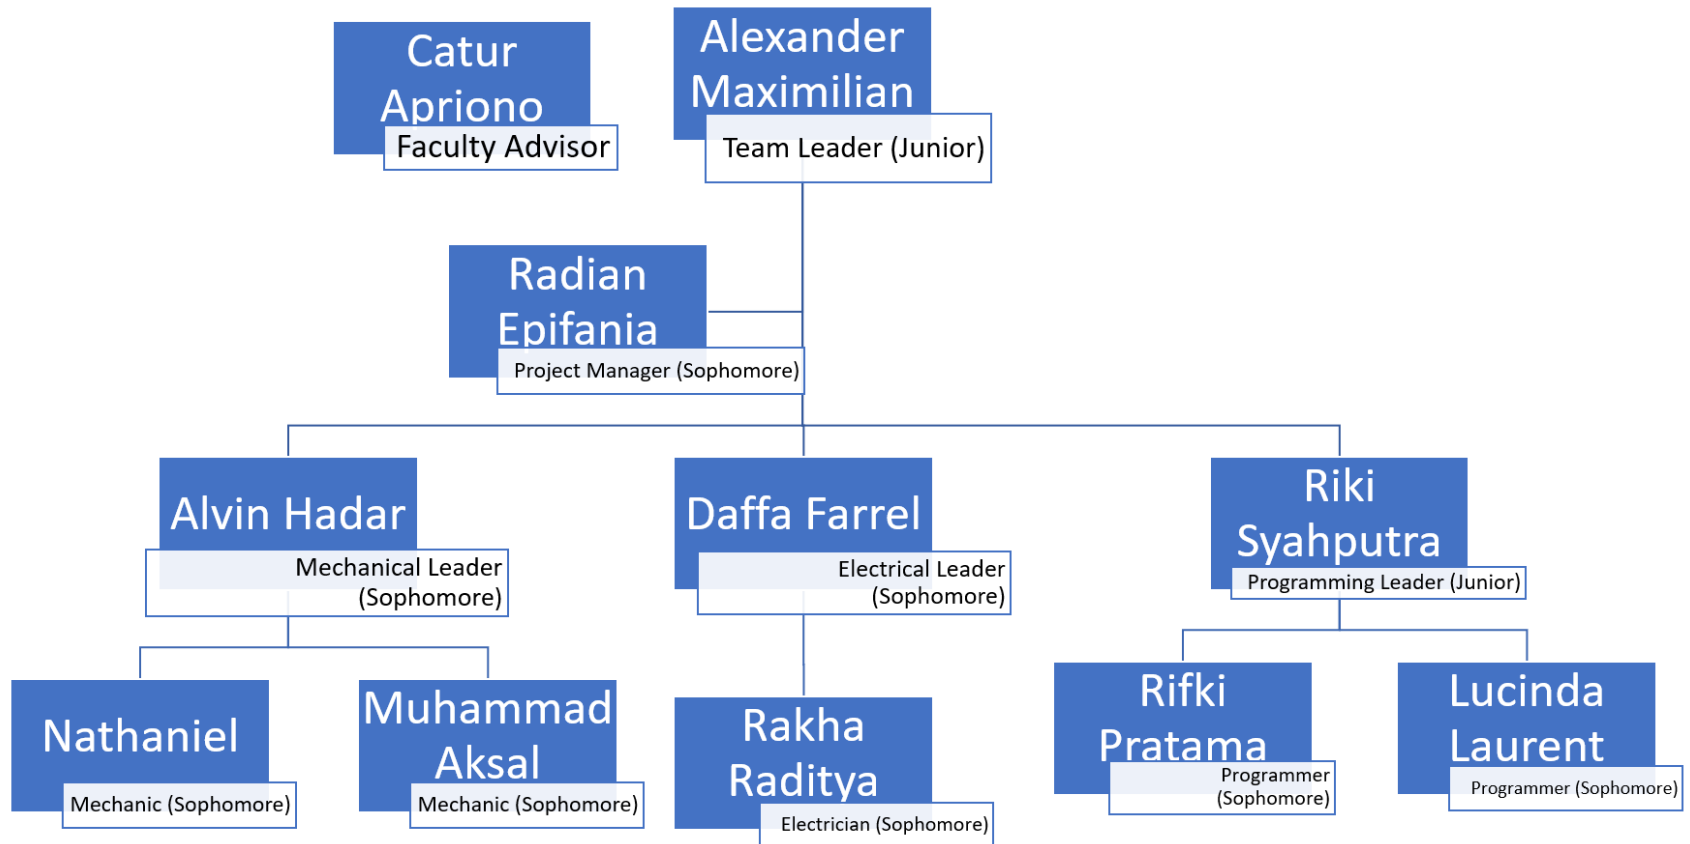 Catur
Apriono
Faculty Advisor
Alexander
Maximilian
Team Leader (Junior)
Radian
Epifania
Project Manager (Sophomore)
Alvin Hadar
Mechanical Leader
(Sophomore)
Daffa Farrel
Electrical Leader
(Sophomore)
Riki
Syahputra
Programming Leader (Junior)
Nathaniel
Mechanic (Sophomore)
Muhammad
Aksal
Mechanic (Sophomore)
Rakha
Raditya
Electrician (Sophomore)
Rifki
Pratama
Programmer
(Sophomore)
Lucinda
Laurent
Programmer (Sophomore)